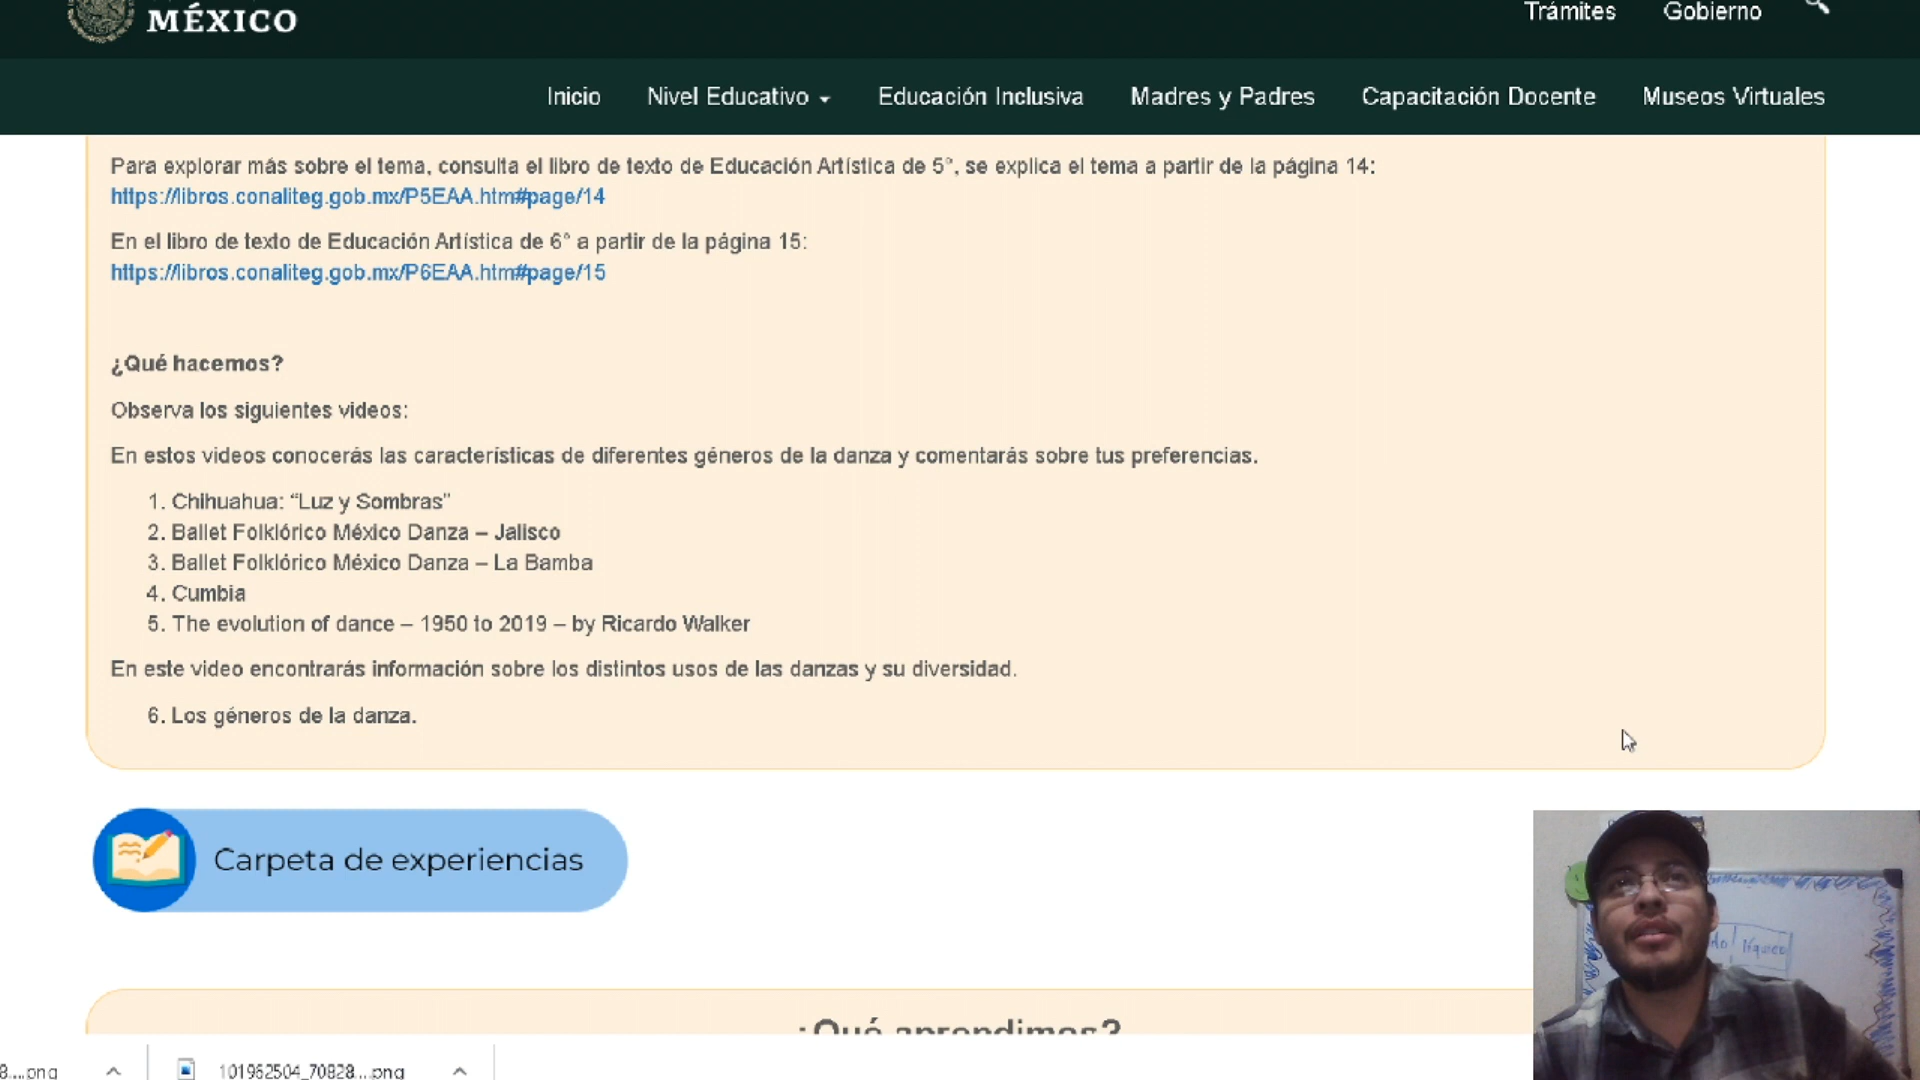 MÉXICO
Trámites Gobierno
Inicio Nivel Educativo Educación Inclusiva Madres y Padres Capacitación Docente Museos Virtuales
Para explorar más sobre el tema, consulta el libro de texto de Educación Artística de 5°, se explica el tema a partir de la página 14:
https://libros.conaliteg.gob.mx/P5EAA.htm#page/14
En el libro de texto de Educación Artística de 6° a partir de la página 15:
https://libros.conaliteg.gob.mx/P6EAA.htm#page/15
¿Qué hacemos?
Observa los siguientes videos:
En estos videos conocerás las características de diferentes géneros de la danza y comentarás sobre tus preferencias.
1. Chihuahua: “Luz y Sombras”
2. Ballet Folklórico México Danza – Jalisco
3. Ballet Folklórico México Danza – La Bamba
4. Cumbia
5. The evolution of dance – 1950 to 2019 – by Ricardo Walker
En este video encontrarás información sobre los distintos usos de las danzas y su diversidad.
6. Los géneros de la danza.
Carpeta de experiencias
¿Qué aprendimos?
8....png 101962504_70828....png